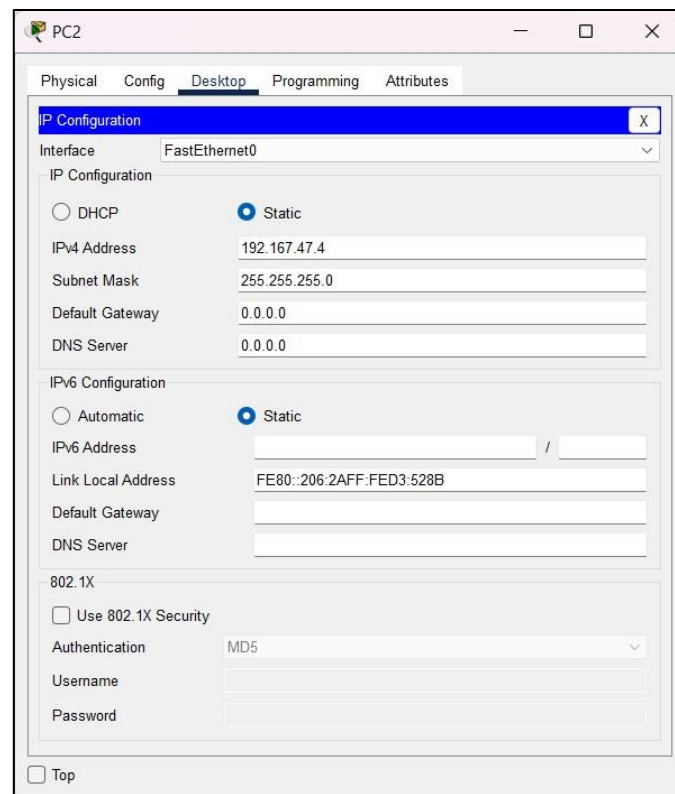 PC2
Physical Config Desktop Programming Attributes
IP Configuration X
Interface FastEthernet0
IP Configuration
DHCP Static
IPv4 Address 192.167.47.4
Subnet Mask 255.255.255.0
Default Gateway 0.0.0.0
DNS Server 0.0.0.0
IPv6 Configuration
Automatic Static
IPv6 Address /
Link Local Address FE80::206:2AFF:FED3:528B
Default Gateway
DNS Server
802.1X
Use 802.1X Security
Authentication MD5
Username
Password
Top